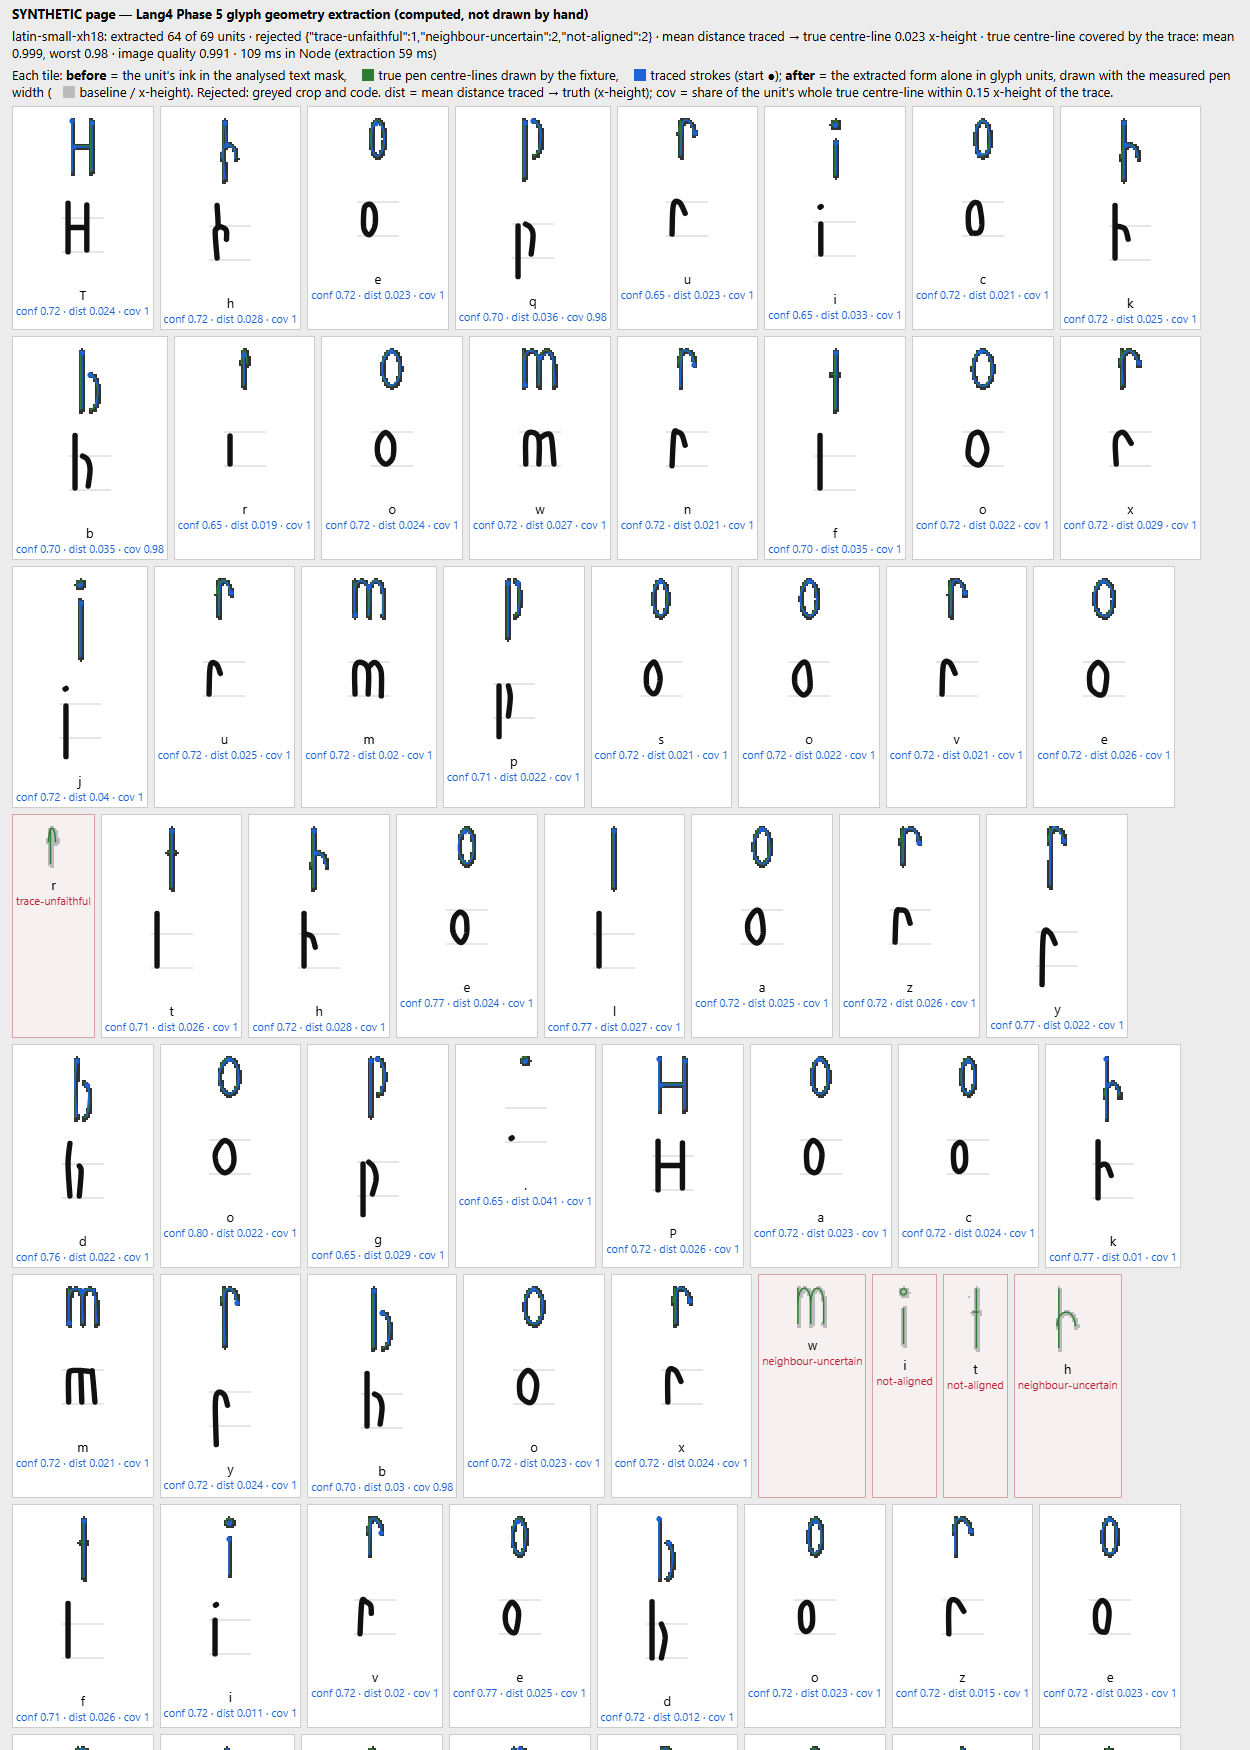 SYNTHETIC page — Lang4 Phase 5 glyph geometry extraction (computed, not drawn by hand)
latin-small-xh18: extracted 64 of 69 units · rejected {"trace-unfaithful":1,"neighbour-uncertain":2,"not-aligned":2} · mean distance traced → true centre-line 0.023 x-height · true centre-line covered by the trace: mean
0.999, worst 0.98 · image quality 0.991 · 109 ms in Node (extraction 59 ms)
Each tile: before = the unit's ink in the analysed text mask, true pen centre-lines drawn by the fixture, traced strokes (start ●); after = the extracted form alone in glyph units, drawn with the measured pen
width ( baseline / x-height). Rejected: greyed crop and code. dist = mean distance traced → truth (x-height); cov = share of the unit's whole true centre-line within 0.15 x-height of the trace.
T h e q u i c k
conf 0.72 · dist 0.024 · cov 1 conf 0.72 · dist 0.028 · cov 1 conf 0.72 · dist 0.023 · cov 1 conf 0.70 · dist 0.036 · cov 0.98 conf 0.65 · dist 0.023 · cov 1 conf 0.65 · dist 0.033 · cov 1 conf 0.72 · dist 0.021 · cov 1 conf 0.72 · dist 0.025 · cov 1
b r o w n f o x
conf 0.70 · dist 0.035 · cov 0.98 conf 0.65 · dist 0.019 · cov 1 conf 0.72 · dist 0.024 · cov 1 conf 0.72 · dist 0.027 · cov 1 conf 0.72 · dist 0.021 · cov 1 conf 0.70 · dist 0.035 · cov 1 conf 0.72 · dist 0.022 · cov 1 conf 0.72 · dist 0.029 · cov 1
j u m p s o v e
conf 0.72 · dist 0.04 · cov 1 conf 0.72 · dist 0.025 · cov 1 conf 0.72 · dist 0.02 · cov 1 conf 0.71 · dist 0.022 · cov 1 conf 0.72 · dist 0.021 · cov 1 conf 0.72 · dist 0.022 · cov 1 conf 0.72 · dist 0.021 · cov 1 conf 0.72 · dist 0.026 · cov 1
r t h e l a z y
trace-unfaithful conf 0.71 · dist 0.026 · cov 1 conf 0.72 · dist 0.028 · cov 1 conf 0.77 · dist 0.024 · cov 1 conf 0.77 · dist 0.027 · cov 1 conf 0.72 · dist 0.025 · cov 1 conf 0.72 · dist 0.026 · cov 1 conf 0.77 · dist 0.022 · cov 1
d o g . P a c k
conf 0.76 · dist 0.022 · cov 1 conf 0.80 · dist 0.022 · cov 1 conf 0.65 · dist 0.029 · cov 1 conf 0.65 · dist 0.041 · cov 1 conf 0.72 · dist 0.026 · cov 1 conf 0.72 · dist 0.023 · cov 1 conf 0.72 · dist 0.024 · cov 1 conf 0.77 · dist 0.01 · cov 1
m y b o x w i t h
conf 0.72 · dist 0.021 · cov 1 conf 0.72 · dist 0.024 · cov 1 conf 0.70 · dist 0.03 · cov 0.98 conf 0.72 · dist 0.023 · cov 1 conf 0.72 · dist 0.024 · cov 1 neighbour-uncertain not-aligned not-aligned neighbour-uncertain
f i v e d o z e
conf 0.71 · dist 0.026 · cov 1 conf 0.72 · dist 0.011 · cov 1 conf 0.72 · dist 0.02 · cov 1 conf 0.77 · dist 0.025 · cov 1 conf 0.72 · dist 0.012 · cov 1 conf 0.72 · dist 0.023 · cov 1 conf 0.72 · dist 0.015 · cov 1 conf 0.72 · dist 0.023 · cov 1